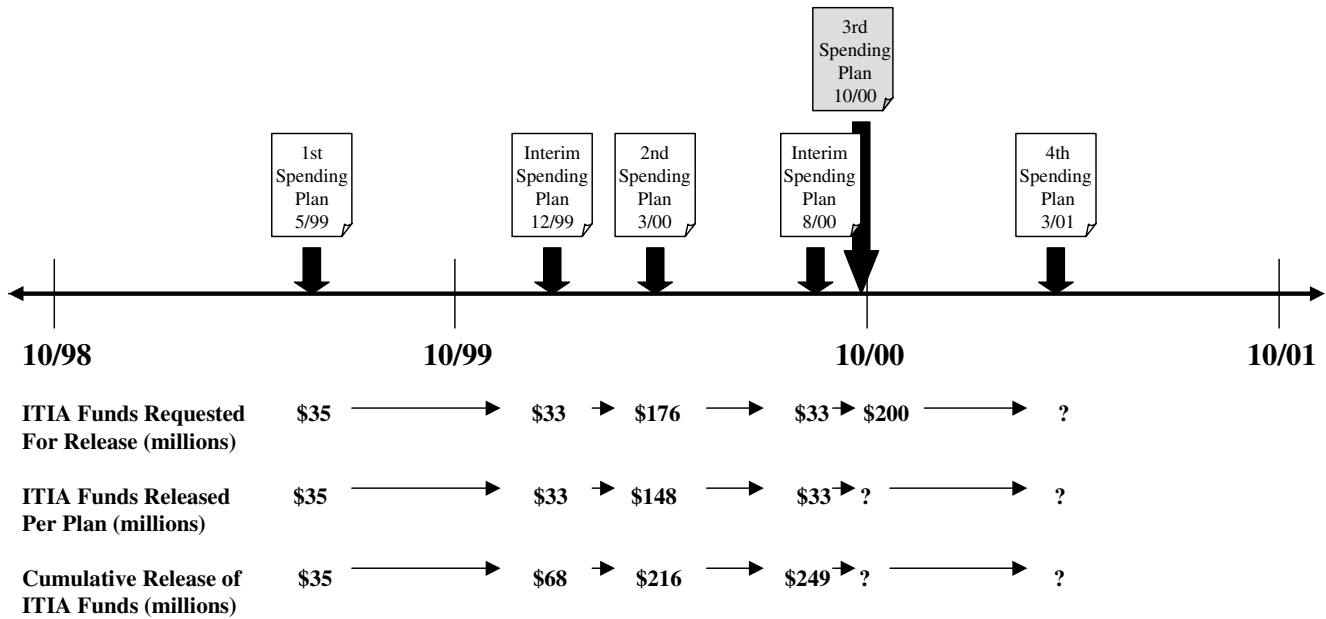 3rd
Spending
Plan
10/00
1st
Spending
Plan
5/99
Interim
Spending
Plan
12/99
2nd
Spending
Plan
3/00
Interim
Spending
Plan
8/00
4th
Spending
Plan
3/01
10/98 10/99 10/00 10/01
ITIA Funds Requested $35 $33 $176 $33 $200 ?
For Release (millions)
ITIA Funds Released $35 $33 $148 $33 ? ?
Per Plan (millions)
Cumulative Release of $35 $68 $216 $249 ? ?
ITIA Funds (millions)